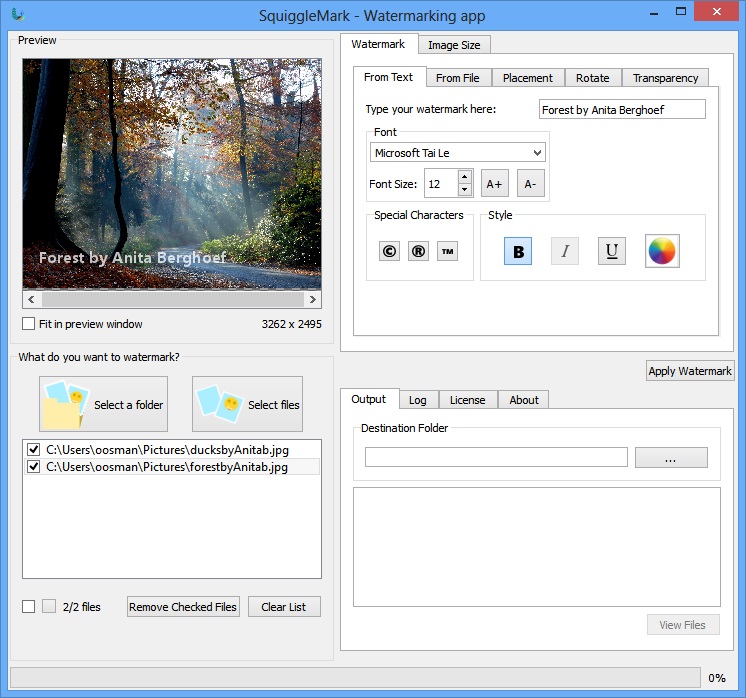 SquiggleMark - Watermarking app
Preview
Forest by Anita Berghoef
Fit in preview window
3262 x 2495
What do you want to watermark?
Select a folder
Select files
C:\Users\oosman\Pictures\ducksbyAnitab.jpg
C:\Users\oosman\Pictures\forestbyAnitab.jpg
2/2 files
Remove Checked Files
Clear List
Watermark
Image Size
From Text
From File
Placement
Rotate
Transparency
Type your watermark here:
Forest by Anita Berghoef
Font
Microsoft Tai Le
Font Size:
12
A+
A-
Special Characters
©
®
™
Style
B
I
U
Apply Watermark
Output
Log
License
About
Destination Folder
...
View Files
0%